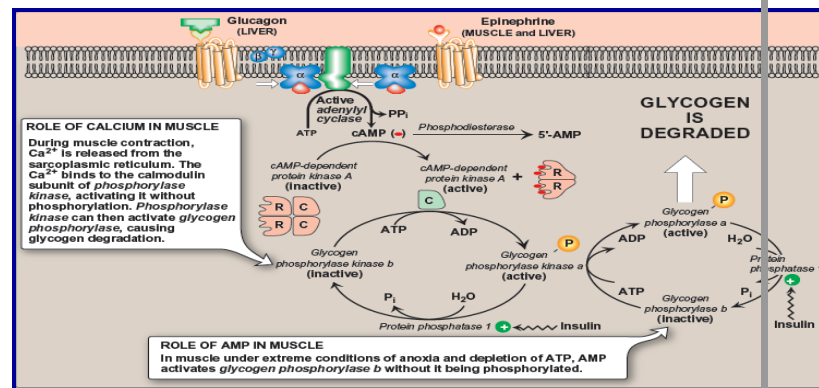 Glucagon
(LIVER)
Epinephrine
(MUSCLE and LIVER)
β γ
α
α
Active
adenylyl
cyclase
ATP
PPi
cAMP (•)
Phosphodiesterase
5'-AMP
GLYCOGEN
IS
DEGRADED
ROLE OF CALCIUM IN MUSCLE
During muscle contraction,
Ca2+ is released from the
sarcoplasmic reticulum. The
Ca2+ binds to the calmodulin
subunit of phosphorylase
kinase, activating it without
phosphorylation. Phosphorylase
kinase can then activate glycogen
phosphorylase, causing
glycogen degradation.
cAMP-dependent
protein kinase A
(inactive)
R C
R C
cAMP-dependent
protein kinase A
(active)
+
R
R
C
ATP
ADP
Glycogen
phosphorylase kinase b
(inactive)
Glycogen
phosphorylase kinase a
(active)
P
Pi
H2O
Protein phosphatase 1
+
Insulin
Glycogen
phosphorylase a
(active)
P
ADP
ATP
H2O
Protein
phosphatase 1
+
Pi
Glycogen
phosphorylase b
(inactive)
Insulin
ROLE OF AMP IN MUSCLE
In muscle under extreme conditions of anoxia and depletion of ATP, AMP
activates glycogen phosphorylase b without it being phosphorylated.